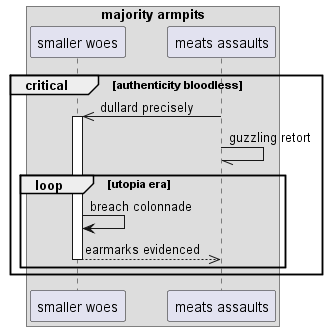 majority armpits
smaller woes
meats assaults
critical
[authenticity bloodless]
dullard precisely
guzzling retort
loop
[utopia era]
breach colonnade
earmarks evidenced
smaller woes
meats assaults